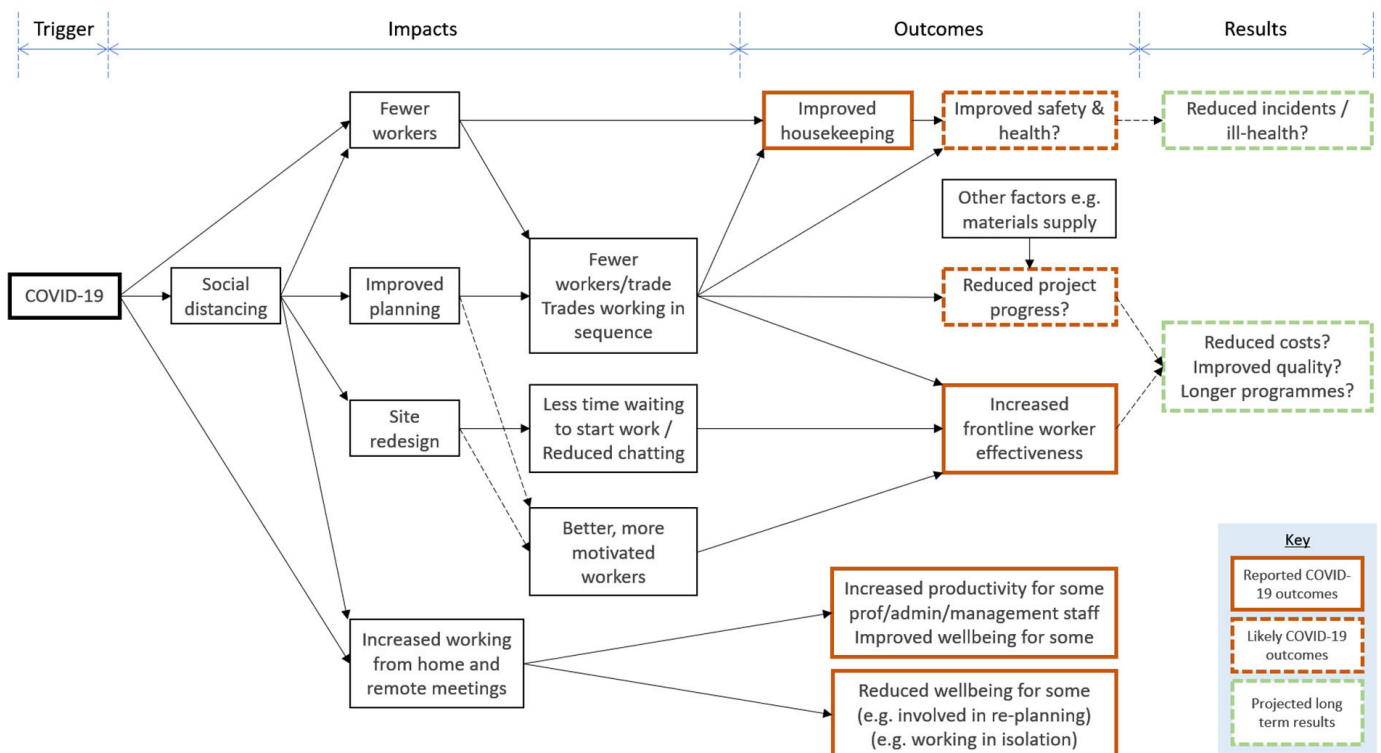 Trigger
Impacts
Outcomes
Results
Fewer
workers
Improved
housekeeping
Improved safety &
health?
Reduced incidents /
ill-health?
Other factors e.g.
materials supply
COVID-19
Social
distancing
Improved
planning
Fewer
workers/trade
Trades working in
sequence
Reduced project
progress?
Reduced costs?
Improved quality?
Longer programmes?
Site
redesign
Less time waiting
to start work /
Reduced chatting
Increased
frontline worker
effectiveness
Better, more
motivated
workers
Increased working
from home and
remote meetings
Increased productivity for some
prof/admin/management staff
Improved wellbeing for some
Reduced wellbeing for some
(e.g. involved in re-planning)
(e.g. working in isolation)
Key
Reported COVID-
19 outcomes
Likely COVID-19
outcomes
Projected long
term results